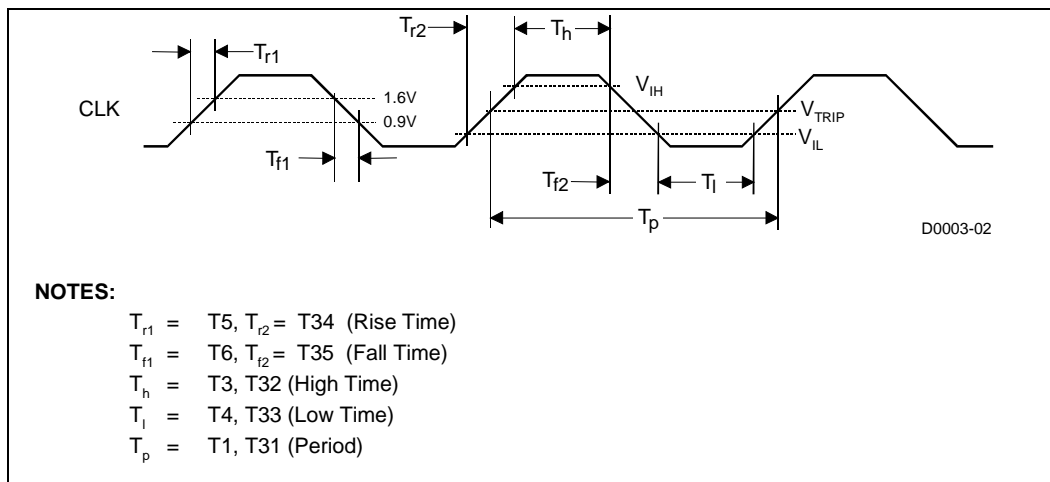 Tr2
Th
Tr1
VIH
CLK
1.6V
VTRIP
0.9V
VIL
Tf1
Tf2
Tl
Tp
D0003-02
NOTES:
Tr1 = T5, Tr2 = T34 (Rise Time)
Tf1 = T6, Tf2 = T35 (Fall Time)
Th = T3, T32 (High Time)
Tl = T4, T33 (Low Time)
Tp = T1, T31 (Period)